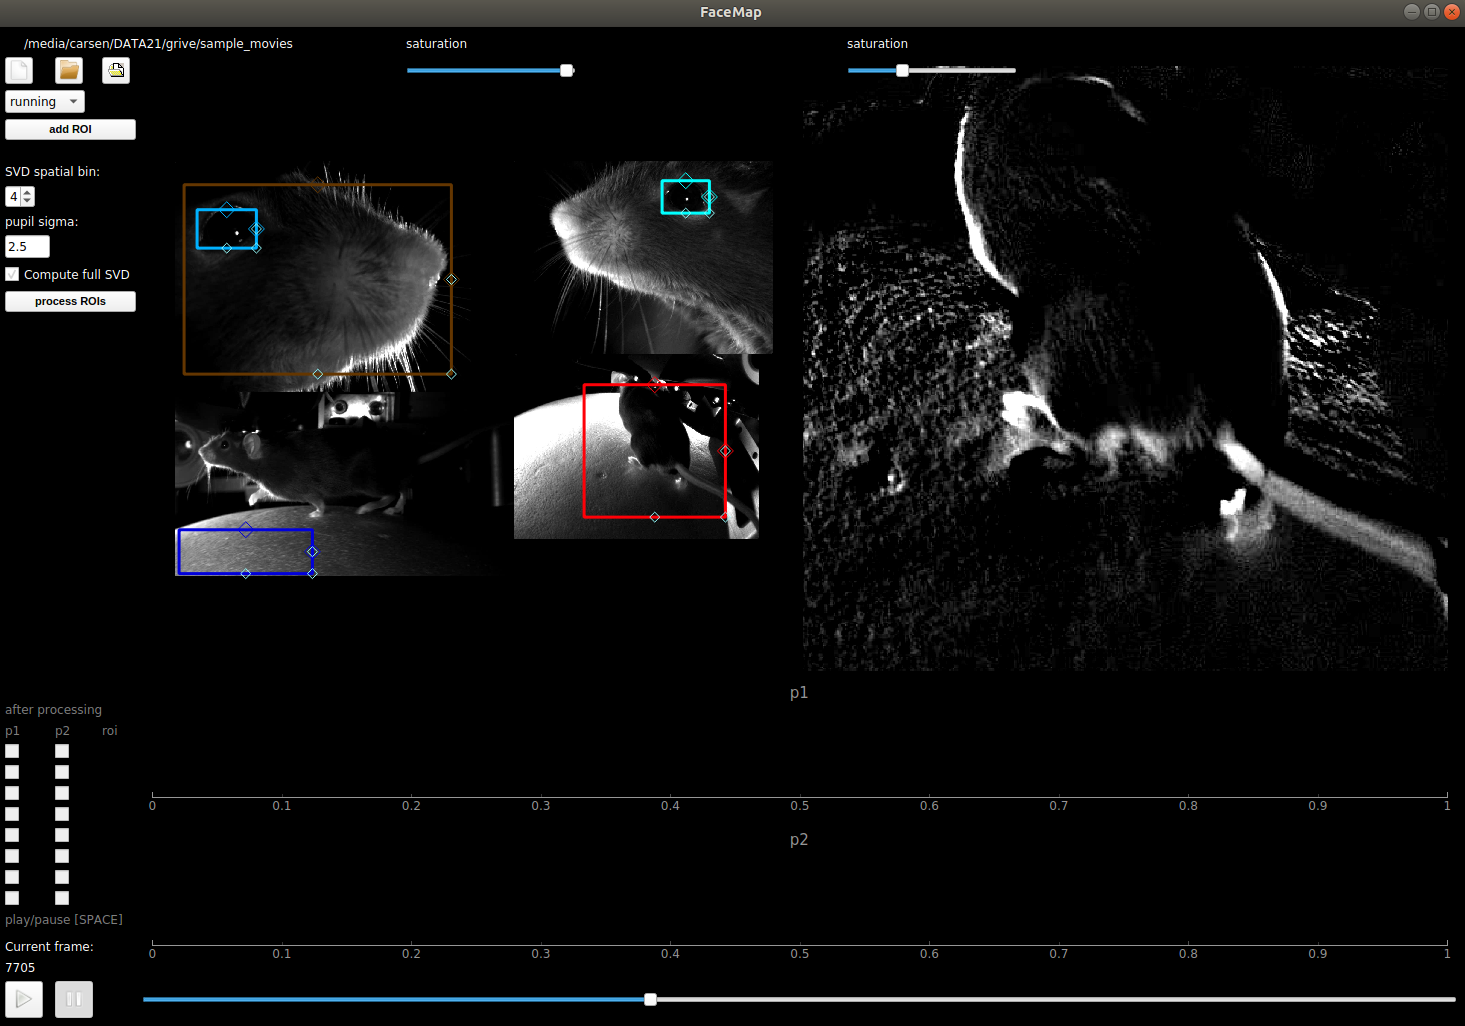 FaceMap
/media/carsen/DATA21/grive/sample_movies
saturation
saturation
running
add ROI
SVD spatial bin:
4
pupil sigma:
2.5
Compute full SVD
process ROIs
p1
after processing
p1 p2 roi
0 0.1 0.2 0.3 0.4 0.5 0.6 0.7 0.8 0.9 1
p2
play/pause [SPACE]
Current frame:
0 0.1 0.2 0.3 0.4 0.5 0.6 0.7 0.8 0.9 1
7705